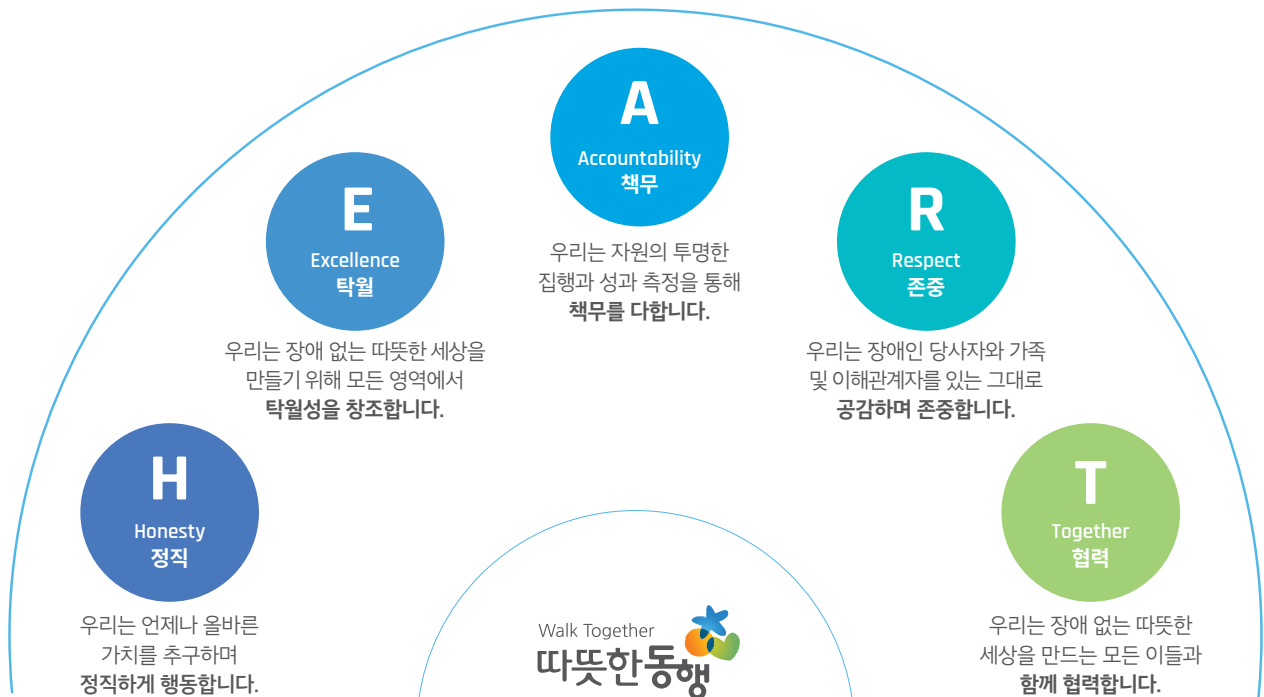 H
Honesty
정직
우리는 언제나 올바른
가치를 추구하며
정직하게 행동합니다.
E
Excellence
탁월
우리는 장애 없는 따뜻한 세상을
만들기 위해 모든 영역에서
탁월성을 창조합니다.
A
Accountability
책무
우리는 자원의 투명한
집행과 성과 측정을 통해
책무를 다합니다.
R
Respect
존중
우리는 장애인 당사자와 가족
및 이해관계자를 있는 그대로
공감하며 존중합니다.
T
Together
협력
우리는 장애 없는 따뜻한
세상을 만드는 모든 이들과
함께 협력합니다.
Walk Together
따뜻한동행